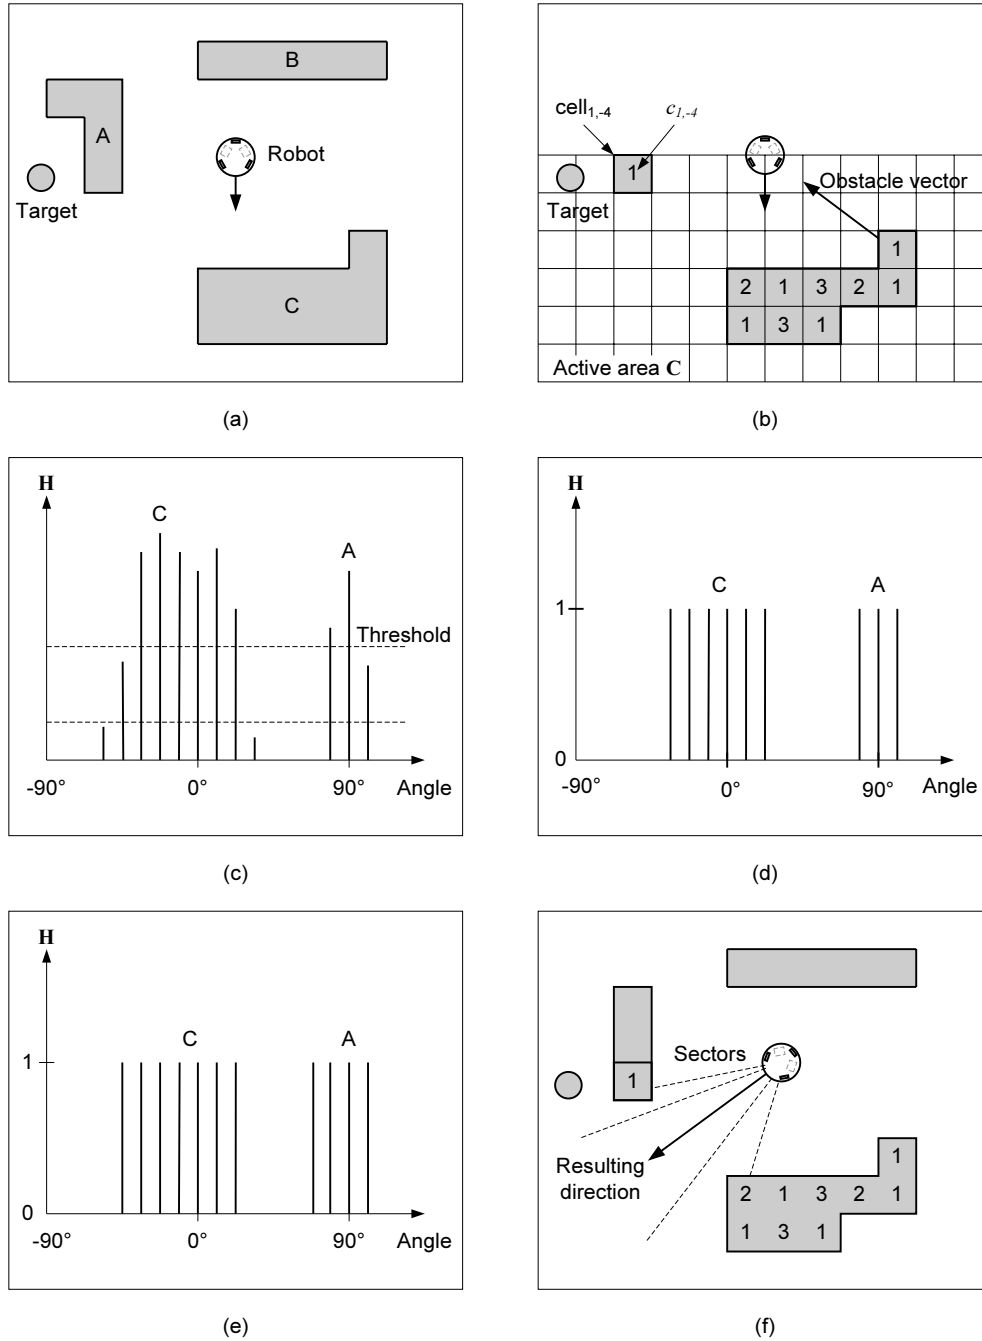 B
A
Robot
Target
C
(a)
cell1,-4
c1,-4
1
Obstacle vector
Target
1
2 1 3 2 1
1 3 1
Active area C
(b)
H
C
A
Threshold
-90° 0° 90° Angle
(c)
H
C A
1
0
-90° 0° 90° Angle
(d)
H
C A
1
0
-90° 0° 90° Angle
(e)
Sectors
1
Resulting
direction
1
2 1 3 2 1
1 3 1
(f)